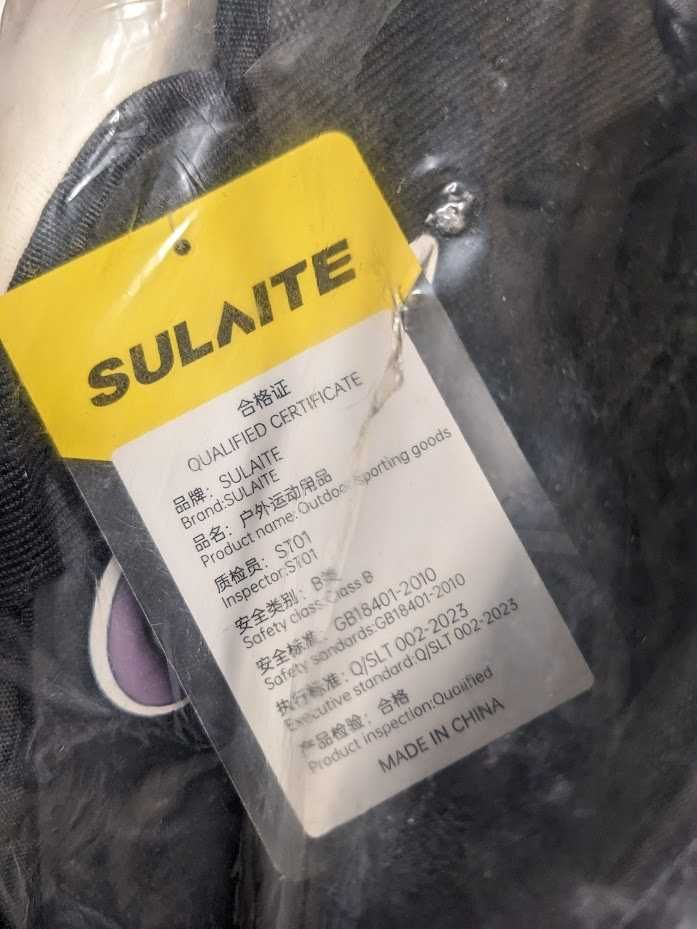 SULAITE
合格证
QUALIFIED CERTIFICATE
品牌：SULAITE
Brand:SULAITE
品名：户外运动用品
Product name:Outdoor sporting goods
质检员：ST01
Inspector:ST01
安全类别：B类
Safety class:Class B
安全标准：GB18401-2010
Safety sandards:GB18401-2010
执行标准：Q/SLT 002-2023
Executive standard:Q/SLT 002-2023
产品检验：合格
Product inspection:Qualified
MADE IN CHINA